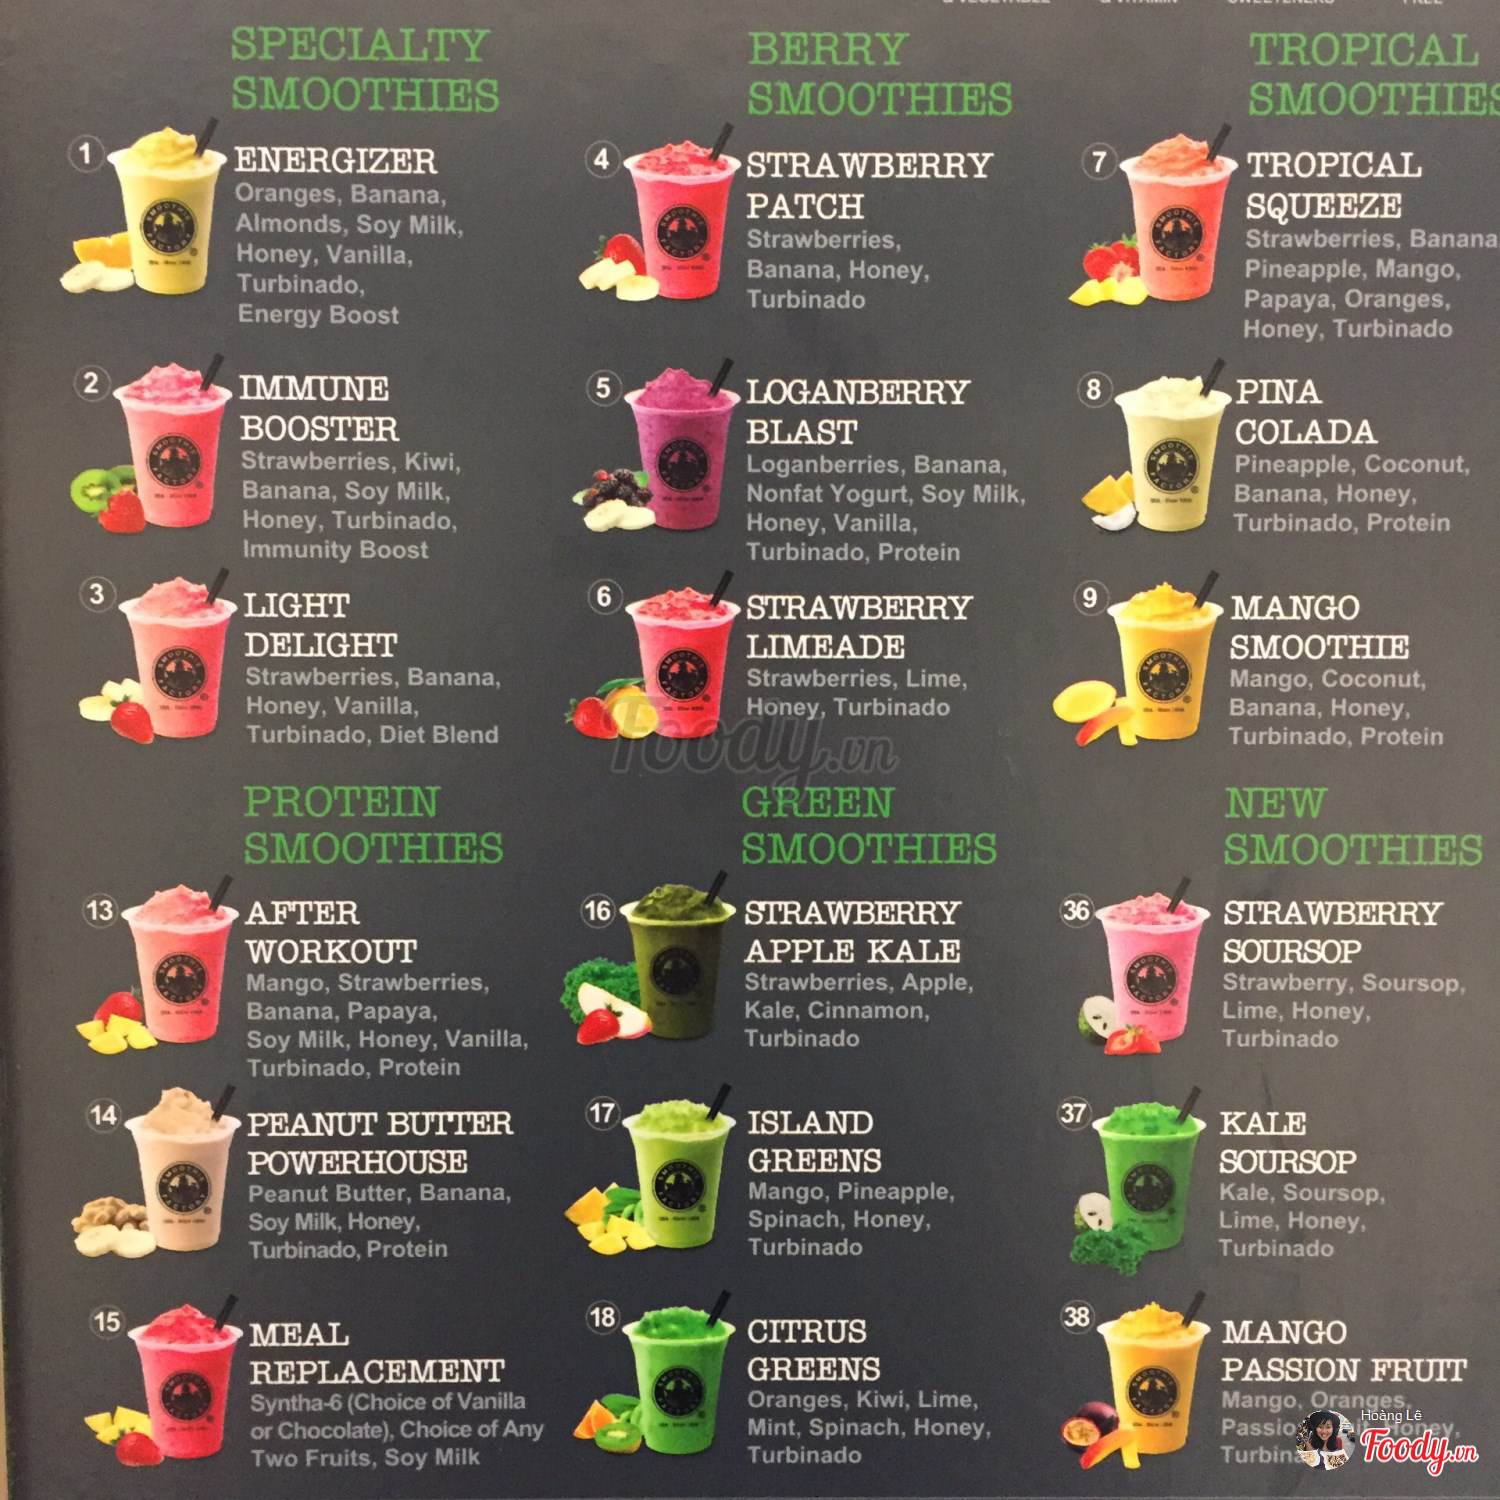 SPECIALTY
SMOOTHIES
1
ENERGIZER
Oranges, Banana,
Almonds, Soy Milk,
Honey, Vanilla,
Turbinado,
Energy Boost
2
IMMUNE
BOOSTER
Strawberries, Kiwi,
Banana, Soy Milk,
Honey, Turbinado,
Immunity Boost
3
LIGHT
DELIGHT
Strawberries, Banana,
Honey, Vanilla,
Turbinado, Diet Blend
BERRY
SMOOTHIES
4
STRAWBERRY
PATCH
Strawberries,
Banana, Honey,
Turbinado
5
LOGANBERRY
BLAST
Loganberries, Banana,
Nonfat Yogurt, Soy Milk,
Honey, Vanilla,
Turbinado, Protein
6
STRAWBERRY
LIMEADE
Strawberries, Lime,
Honey, Turbinado
TROPICAL
SMOOTHIES
7
TROPICAL
SQUEEZE
Strawberries, Banana
Pineapple, Mango,
Papaya, Oranges,
Honey, Turbinado
8
PINA
COLADA
Pineapple, Coconut,
Banana, Honey,
Turbinado, Protein
9
MANGO
SMOOTHIE
Mango, Coconut,
Banana, Honey,
Turbinado, Protein
Foody.vn
PROTEIN
SMOOTHIES
13
AFTER
WORKOUT
Mango, Strawberries,
Banana, Papaya,
Soy Milk, Honey, Vanilla,
Turbinado, Protein
14
PEANUT BUTTER
POWERHOUSE
Peanut Butter, Banana,
Soy Milk, Honey,
Turbinado, Protein
15
MEAL
REPLACEMENT
Syntha-6 (Choice of Vanilla
or Chocolate), Choice of Any
Two Fruits, Soy Milk
GREEN
SMOOTHIES
16
STRAWBERRY
APPLE KALE
Strawberries, Apple,
Kale, Cinnamon,
Turbinado
17
ISLAND
GREENS
Mango, Pineapple,
Spinach, Honey,
Turbinado
18
CITRUS
GREENS
Oranges, Kiwi, Lime,
Mint, Spinach, Honey,
Turbinado
NEW
SMOOTHIES
36
STRAWBERRY
SOURSOP
Strawberry, Soursop,
Lime, Honey,
Turbinado
37
KALE
SOURSOP
Kale, Soursop,
Lime, Honey,
Turbinado
38
MANGO
PASSION FRUIT
Mango, Oranges,
Hoàng Lê
Foody.vn